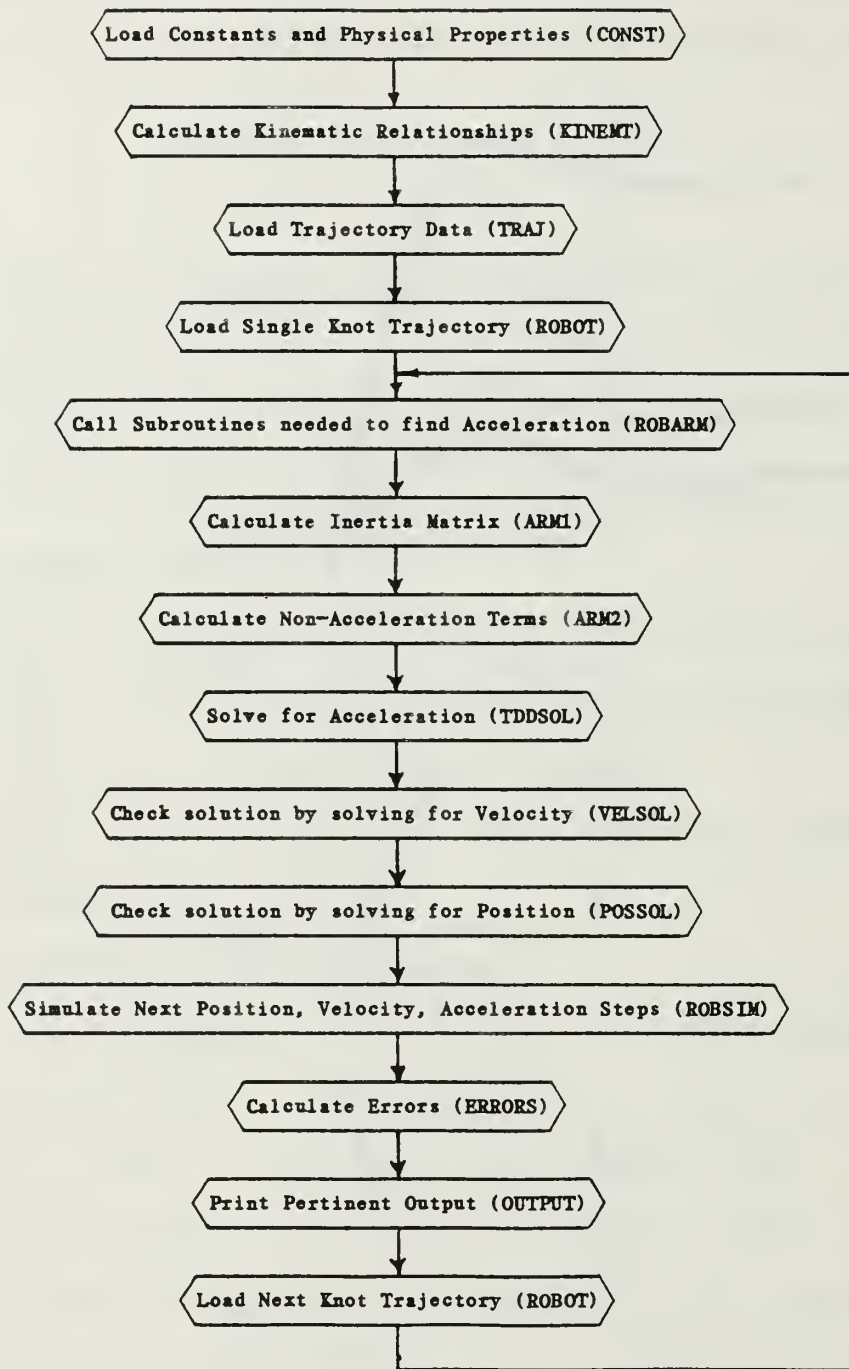 Load Constants and Physical Properties (CONST)
Calculate Kinematic Relationships (KINEMT)
Load Trajectory Data (TRAJ)
Load Single Knot Trajectory (ROBOT)
Call Subroutines needed to find Acceleration (ROBARM)
Calculate Inertia Matrix (ARM1)
Calculate Non-Acceleration Terms (ARM2)
Solve for Acceleration (TDDSOL)
Check solution by solving for Velocity (VELSOL)
Check solution by solving for Position (POSSOL)
Simulate Next Position, Velocity, Acceleration Steps (ROBSIM)
Calculate Errors (ERRORS)
Print Pertinent Output (OUTPUT)
Load Next Knot Trajectory (ROBOT)